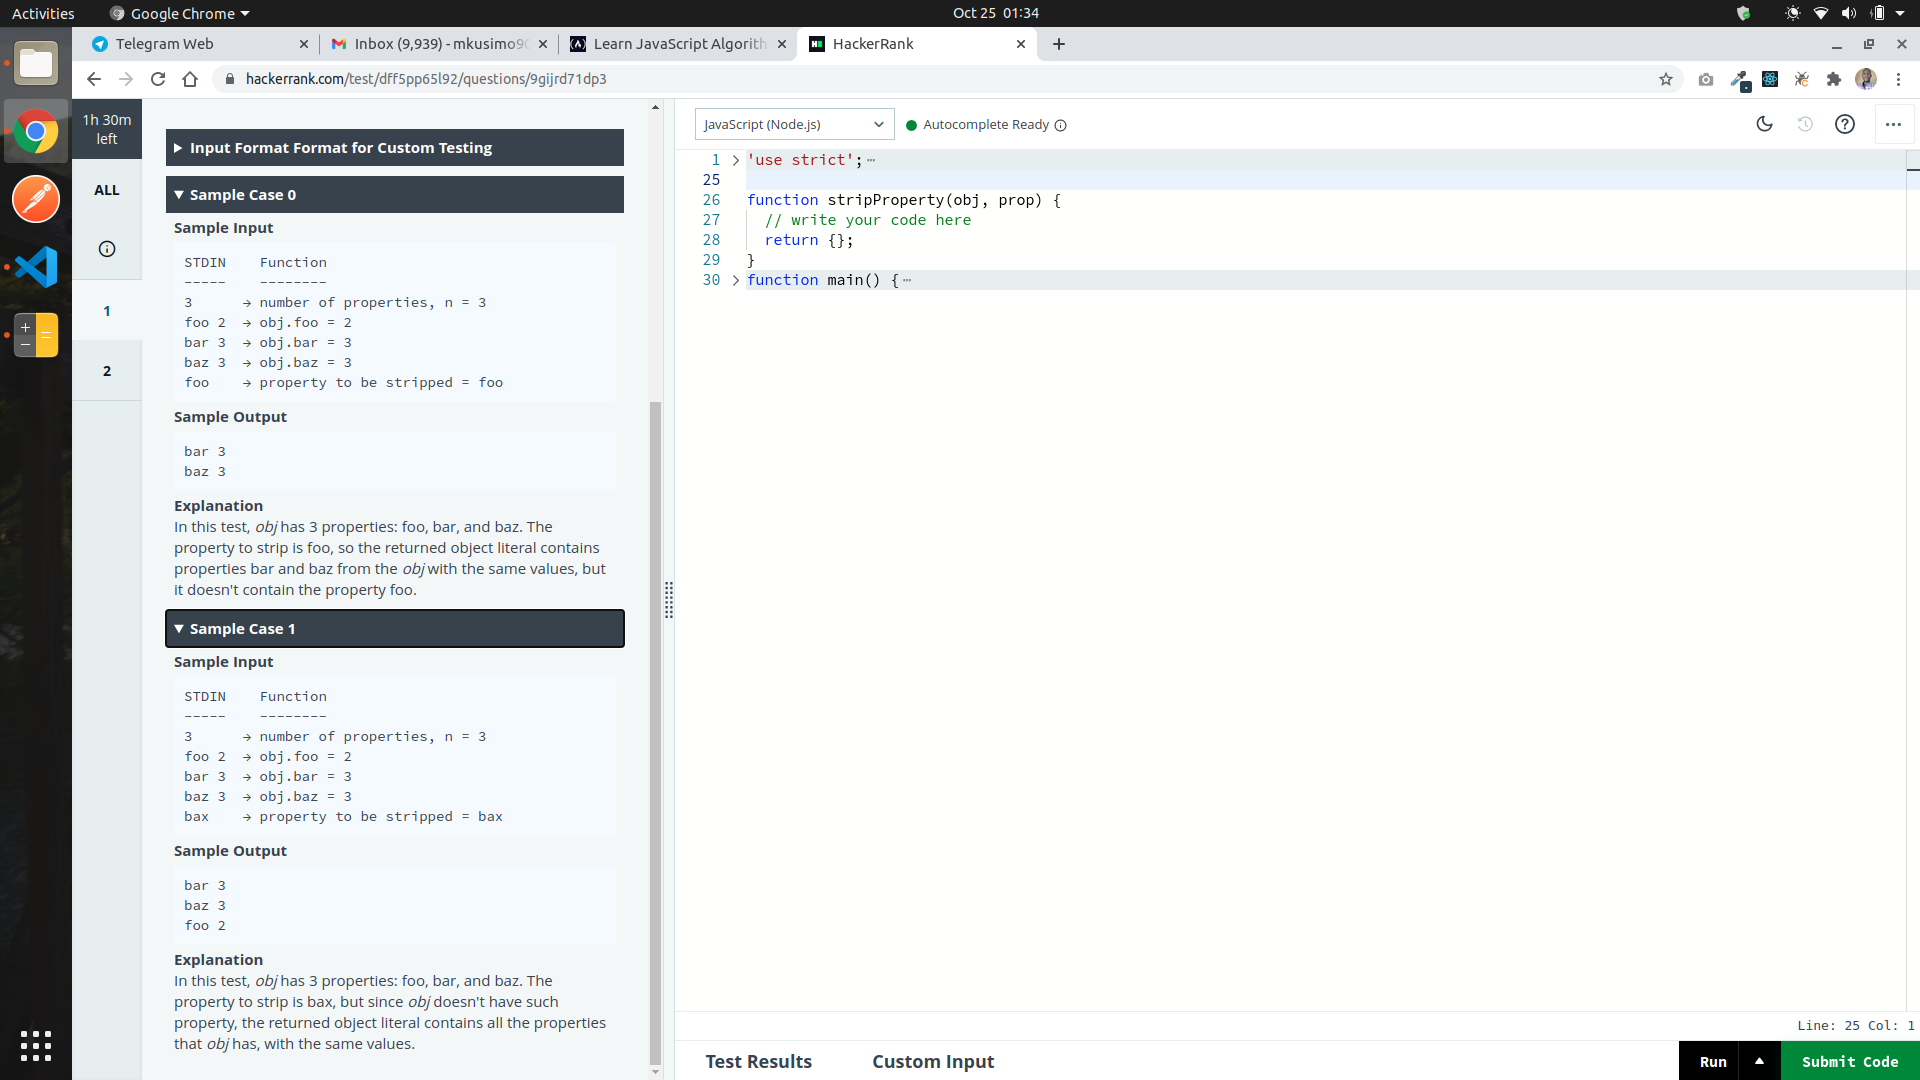 Activities
Google Chrome
Oct 25 01:34
Telegram Web
Inbox (9,939) - mkusimo90
Learn JavaScript Algorith
HackerRank
hackerrank.com/test/dff5pp65l92/questions/9gijrd71dp3
1h 30m
left
ALL
1
2
Input Format Format for Custom Testing
Sample Case 0
Sample Input
STDIN    Function
-----    --------
3      → number of properties, n = 3
foo 2  → obj.foo = 2
bar 3  → obj.bar = 3
baz 3  → obj.baz = 3
foo    → property to be stripped = foo
Sample Output
bar 3
baz 3
Explanation
In this test, obj has 3 properties: foo, bar, and baz. The
property to strip is foo, so the returned object literal contains
properties bar and baz from the obj with the same values, but
it doesn't contain the property foo.
Sample Case 1
Sample Input
STDIN    Function
-----    --------
3      → number of properties, n = 3
foo 2  → obj.foo = 2
bar 3  → obj.bar = 3
baz 3  → obj.baz = 3
bax    → property to be stripped = bax
Sample Output
bar 3
baz 3
foo 2
Explanation
In this test, obj has 3 properties: foo, bar, and baz. The
property to strip is bax, but since obj doesn't have such
property, the returned object literal contains all the properties
that obj has, with the same values.
JavaScript (Node.js)
Autocomplete Ready
1 'use strict'; ⋯
25
26 function stripProperty(obj, prop) {
27   // write your code here
28   return {};
29 }
30 function main() { ⋯
Line: 25 Col: 1
Test Results
Custom Input
Run
Submit Code